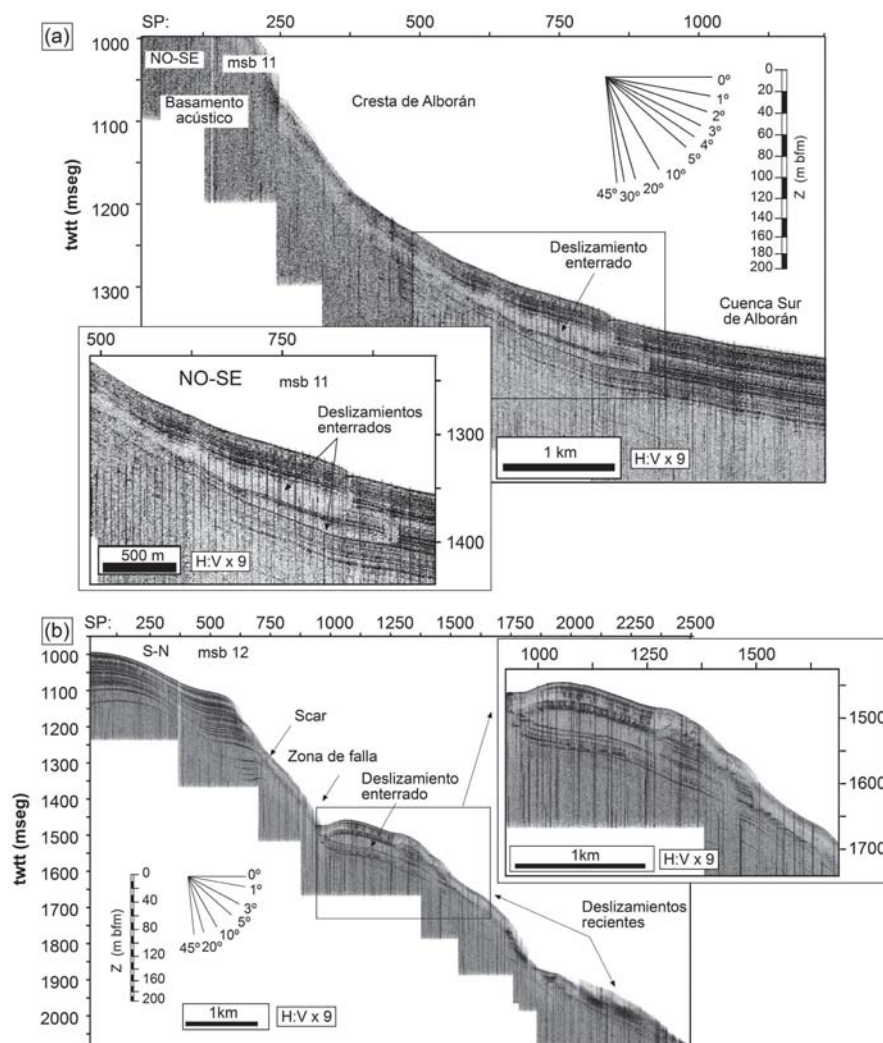 (a)
SP: 250 500 750 1000
NO-SE msb 11
Basamento
acústico
Cresta de Alborán
0º
1º
2º
3º
4º
5º
10º
20º
30º
45º
Z (m bfm)
0
20
40
60
80
100
120
140
160
180
200
twtt (mseg)
1000
1100
1200
1300
Deslizamiento
enterrado
Cuenca Sur
de Alborán
1 km
H:V x 9
500 750
NO-SE msb 11
Deslizamientos
enterrados
1300
1400
500 m
H:V x 9
(b)
SP: 250 500 750 1000 1250 1500 1750 2000 2250 2500
S-N msb 12
twtt (mseg)
1000
1100
1200
1300
1400
1500
1600
1700
1800
1900
2000
Scar
Zona de falla
Deslizamiento
enterrado
1000 1250 1500
1500
1600
1700
1km
H:V x 9
Deslizamientos
recientes
Z (m bfm)
0
40
80
120
160
200
0º
1º
3º
5º
10º
20º
45º
1km
H:V x 9